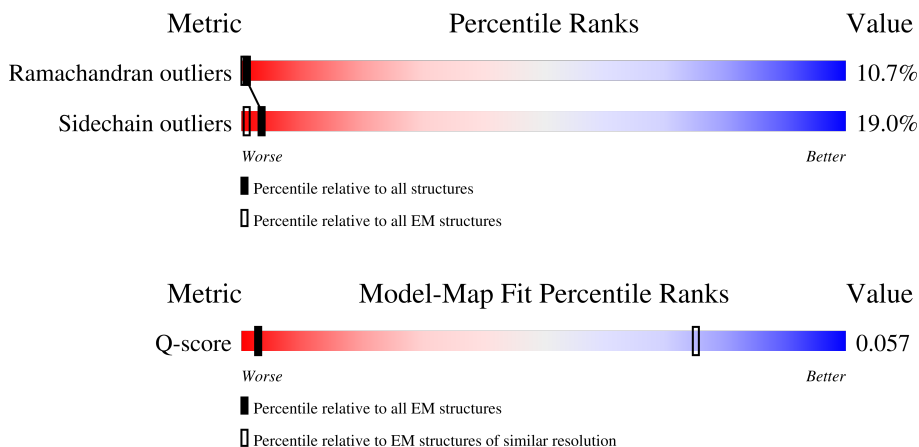 Metric Percentile Ranks Value
Ramachandran outliers 10.7%
Sidechain outliers 19.0%
Worse Better
Percentile relative to all structures
Percentile relative to all EM structures
Metric Model-Map Fit Percentile Ranks Value
Q-score 0.057
Worse Better
Percentile relative to all EM structures
Percentile relative to EM structures of similar resolution